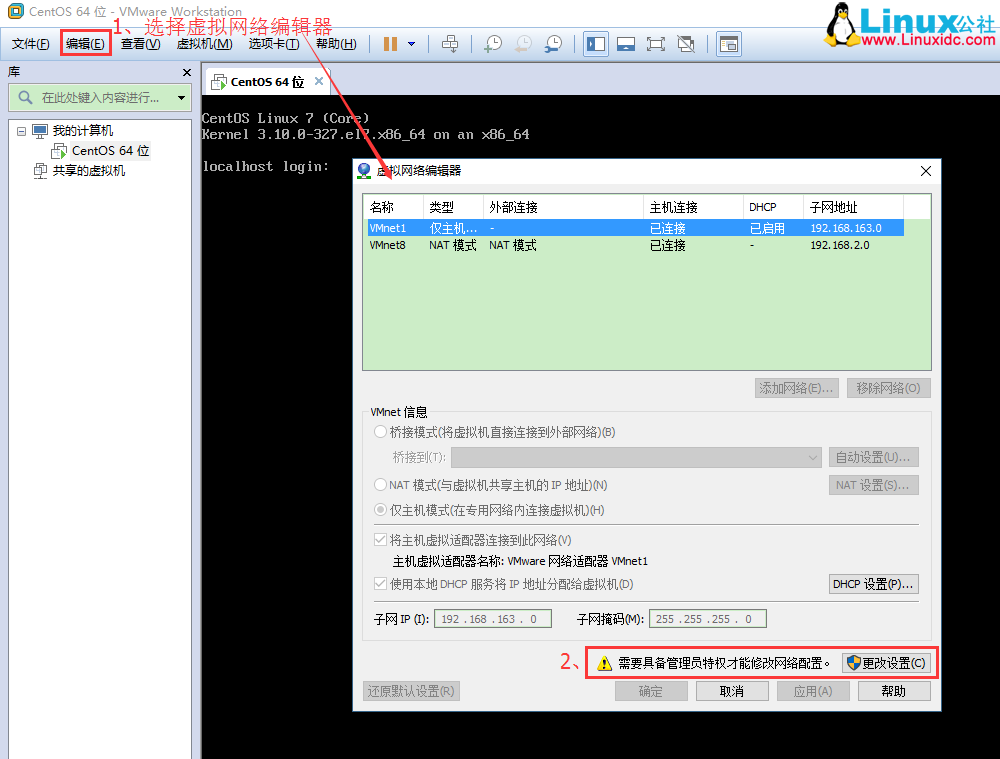 CentOS 64 位 - VMware Workstation
1、选择虚拟网络编辑器
Linux公社
www.Linuxidc.com
文件(F) 编辑(E) 查看(V) 虚拟机(M) 选项卡(T) 帮助(H)
库
在此处键入内容进行...
我的计算机
CentOS 64 位
共享的虚拟机
CentOS 64 位
CentOS Linux 7 (Core)
Kernel 3.10.0-327.el7.x86_64 on an x86_64
localhost login:
虚拟网络编辑器
名称 类型 外部连接 主机连接 DHCP 子网地址
VMnet1 仅主机... - 已连接 已启用 192.168.163.0
VMnet8 NAT 模式 NAT 模式 已连接 - 192.168.2.0
添加网络(E)... 移除网络(O)
VMnet 信息
桥接模式(将虚拟机直接连接到外部网络)(B)
桥接到(T): 自动设置(U)...
NAT 模式(与虚拟机共享主机的 IP 地址)(N) NAT 设置(S)...
仅主机模式(在专用网络内连接虚拟机)(H)
将主机虚拟适配器连接到此网络(V)
主机虚拟适配器名称: VMware 网络适配器 VMnet1
使用本地 DHCP 服务将 IP 地址分配给虚拟机(D) DHCP 设置(P)...
子网 IP (I): 192 .168 .163 . 0 子网掩码(M): 255 .255 .255 . 0
2、 需要具备管理员特权才能修改网络配置。 更改设置(C)
还原默认设置(R) 确定 取消 应用(A) 帮助